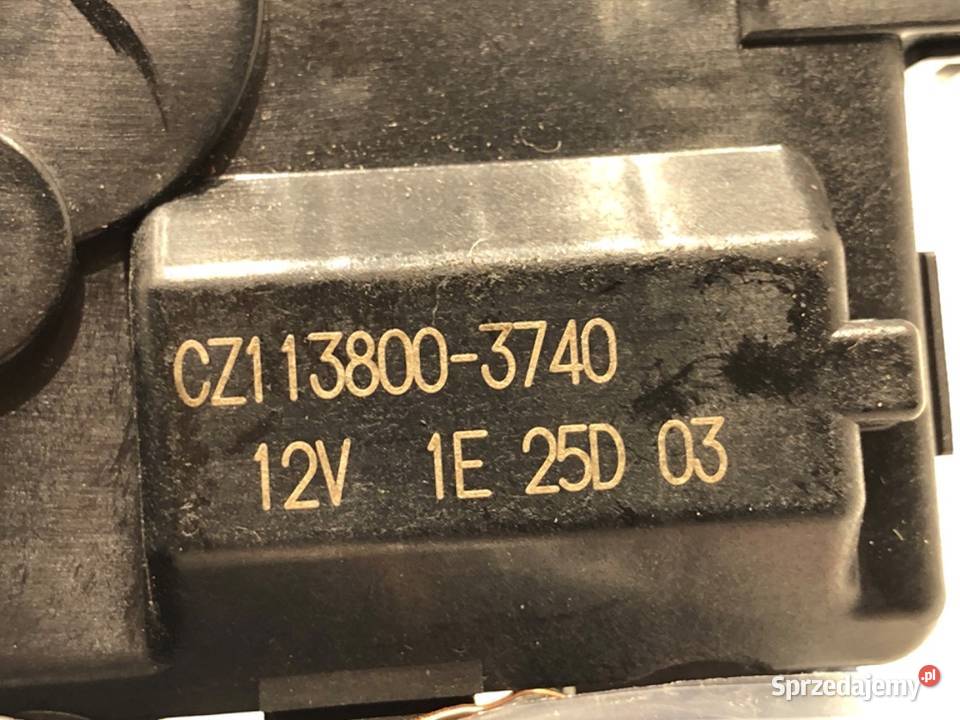 CZ113800-3740
12V 1E 25D 03
Sprzedajemy.pl